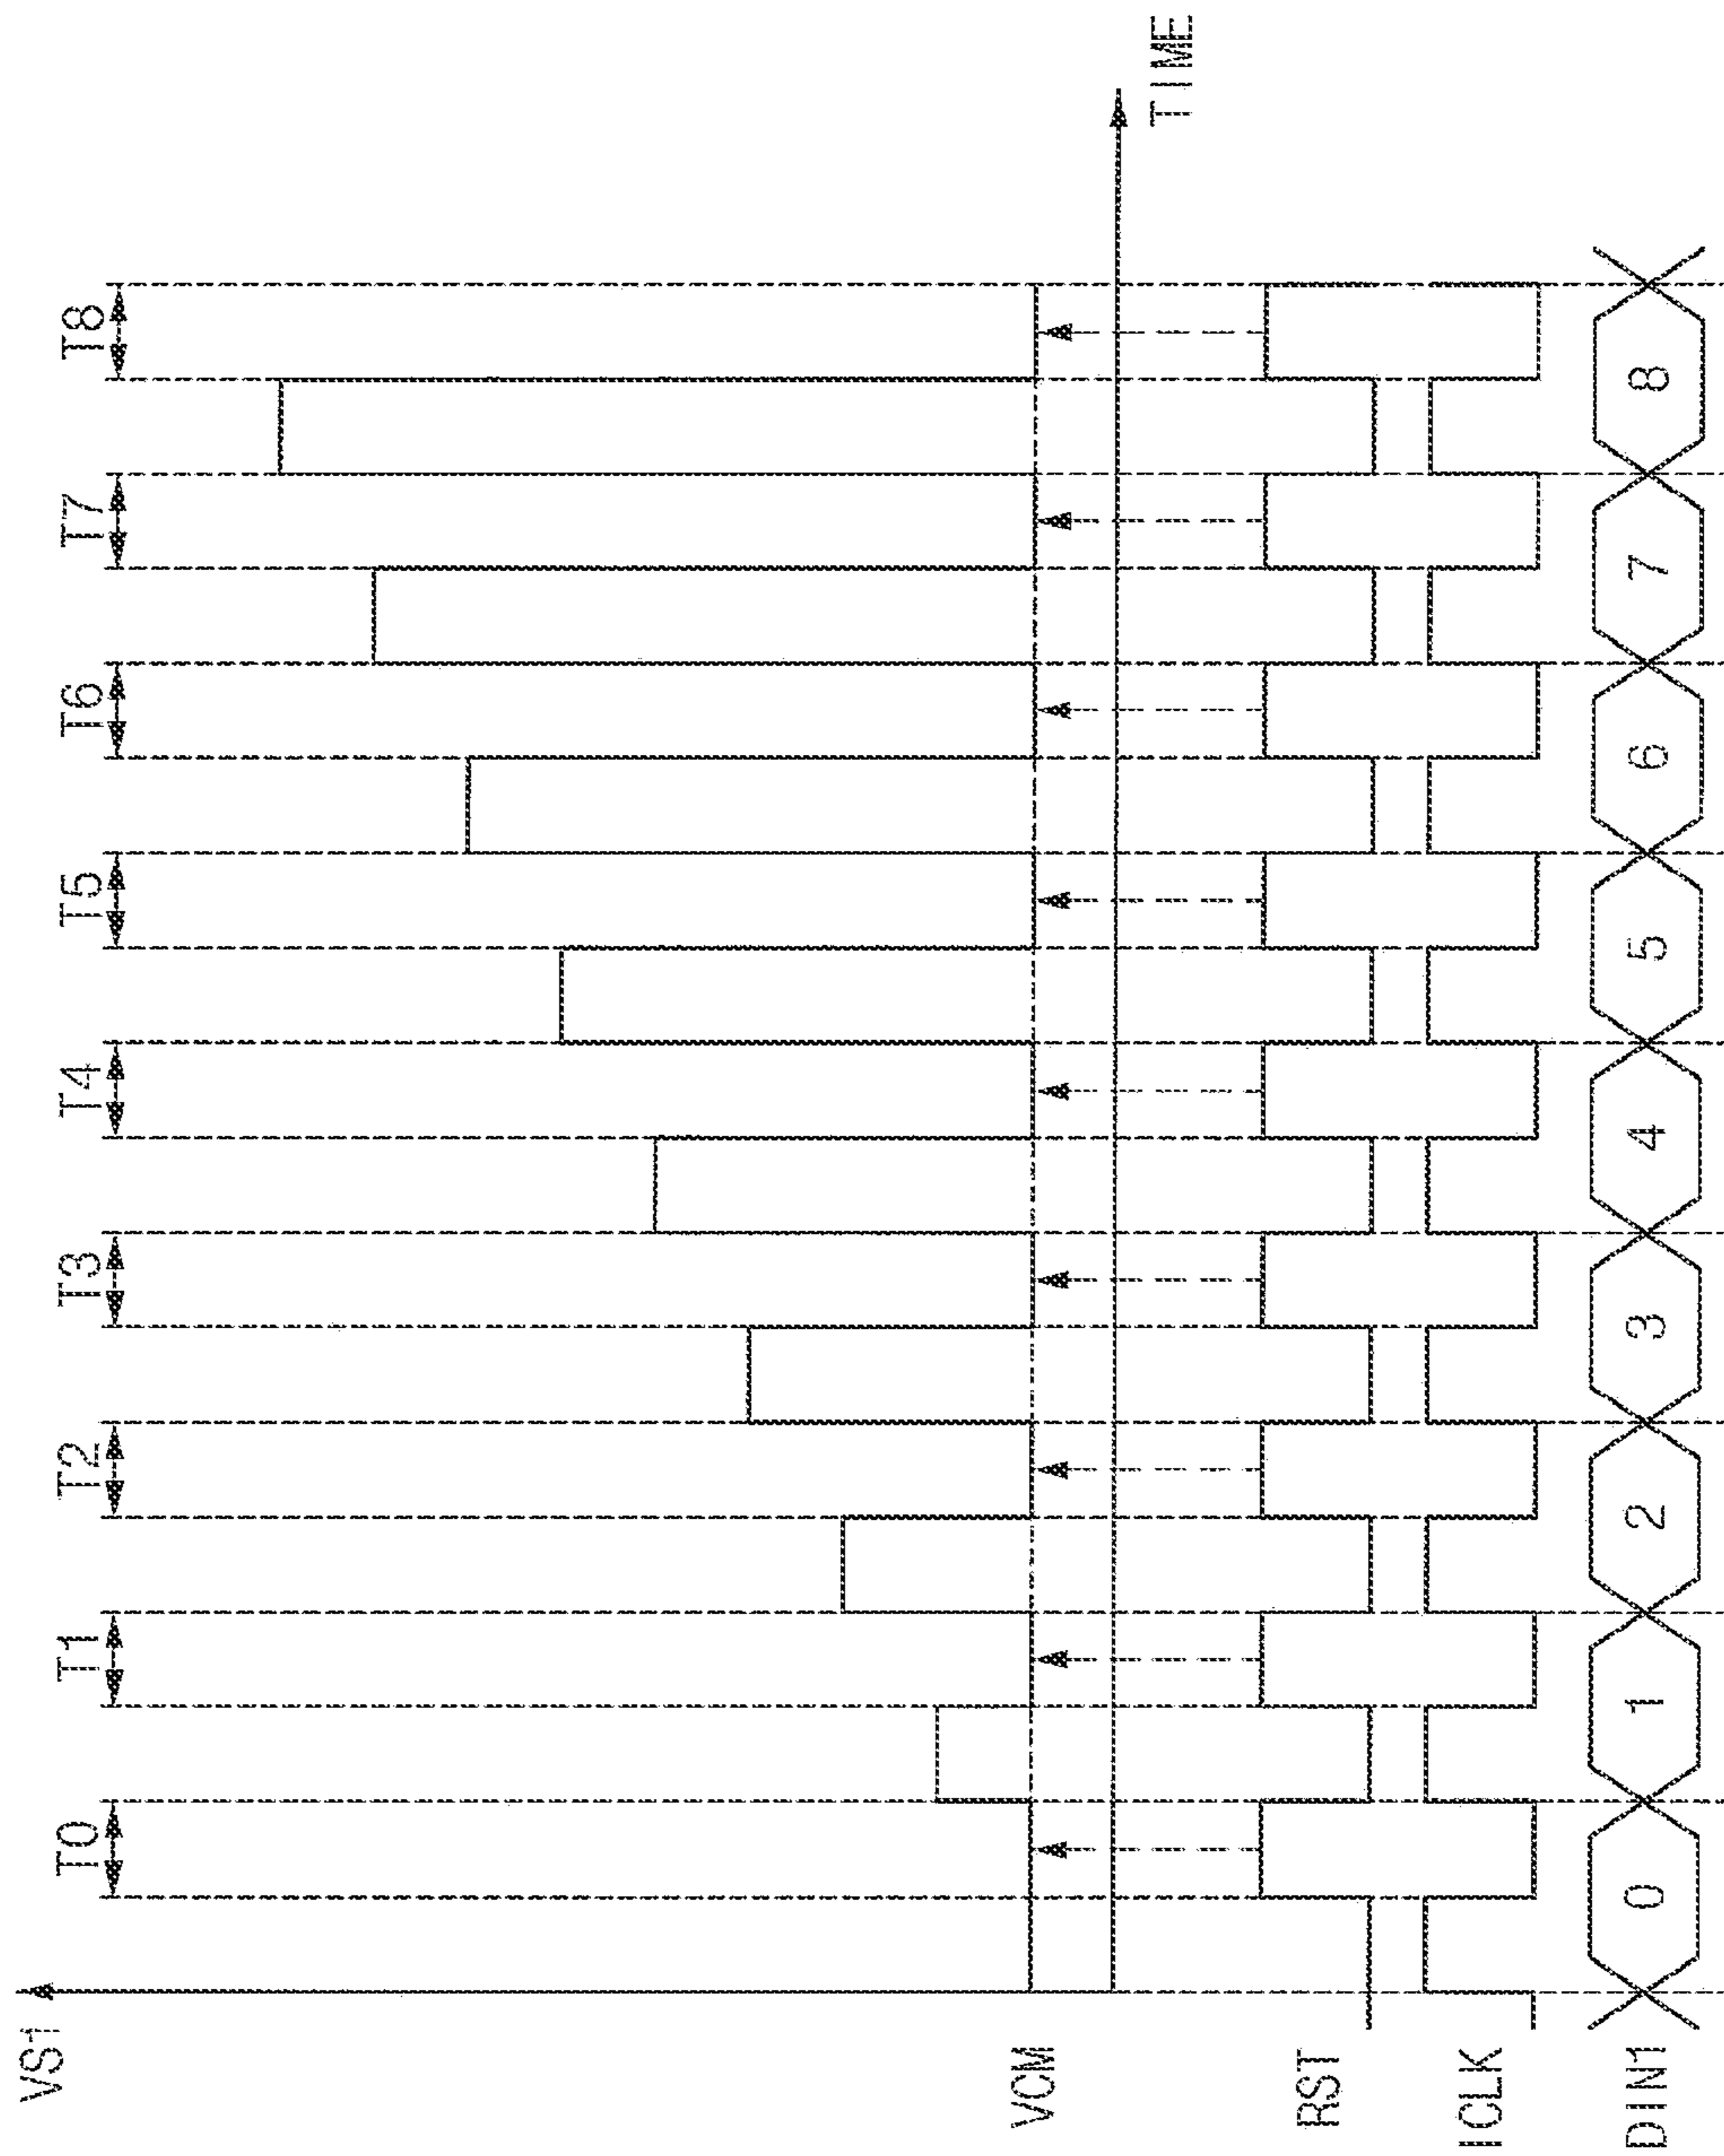 VS1
T0 T1 T2 T3 T4 T5 T6 T7 T8
VCM
TIME
RST
ICLK
DIN1 0 1 2 3 4 5 6 7 8